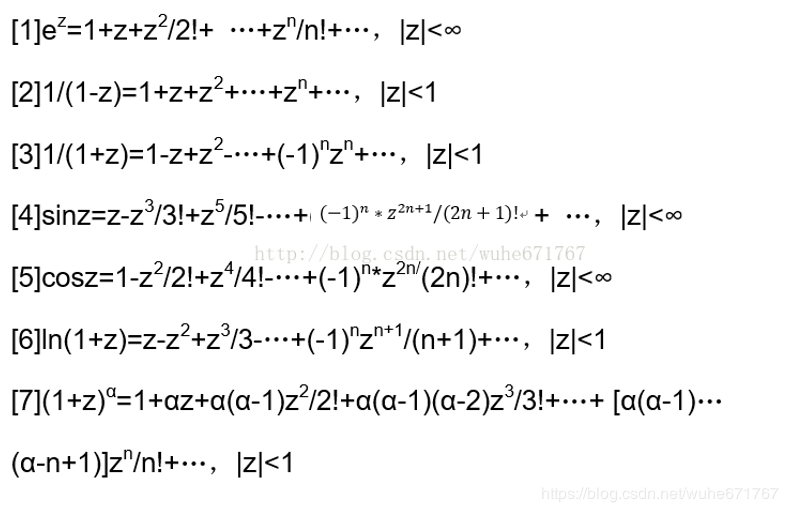 [1]e^z=1+z+z^2/2!+ …+z^n/n!+…，|z|<∞
[2]1/(1-z)=1+z+z^2+…+z^n+…，|z|<1
[3]1/(1+z)=1-z+z^2-…+(-1)^nz^n+…，|z|<1
[4]sinz=z-z^3/3!+z^5/5!-…+ (−1)^n ∗ z^{2n+1}/(2n + 1)!↵ + …，|z|<∞
http://blog.csdn.net/wuhe671767
[5]cosz=1-z^2/2!+z^4/4!-…+(-1)^n*z^{2n/}(2n)!+…，|z|<∞
[6]ln(1+z)=z-z^2+z^3/3-…+(-1)^nz^{n+1}/(n+1)+…，|z|<1
[7](1+z)^α=1+αz+α(α-1)z^2/2!+α(α-1)(α-2)z^3/3!+…+ [α(α-1)…
(α-n+1)]z^n/n!+…，|z|<1
https://blog.csdn.net/wuhe671767